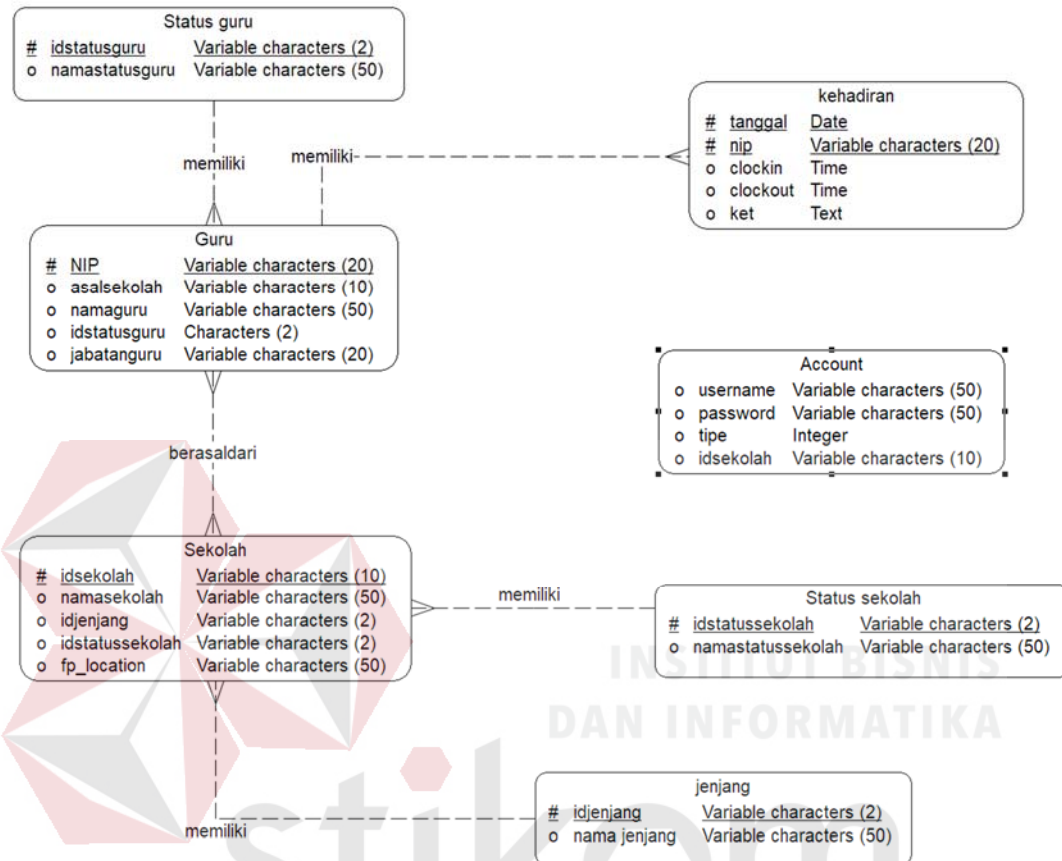 Status guru
# idstatusguru Variable characters (2)
o namastatusguru Variable characters (50)
kehadiran
# tanggal Date
# nip Variable characters (20)
o clockin Time
o clockout Time
o ket Text
memiliki
memiliki
Guru
# NIP Variable characters (20)
o asalsekolah Variable characters (10)
o namaguru Variable characters (50)
o idstatusguru Characters (2)
o jabatanguru Variable characters (20)
Account
o username Variable characters (50)
o password Variable characters (50)
o tipe Integer
o idsekolah Variable characters (10)
berasaldari
Sekolah
# idsekolah Variable characters (10)
o namasekolah Variable characters (50)
o idjenjang Variable characters (2)
o idstatussekolah Variable characters (2)
o fp_location Variable characters (50)
memiliki
Status sekolah
# idstatussekolah Variable characters (2)
o namastatussekolah Variable characters (50)
INSTITUT BISNIS
DAN INFORMATIKA
stikom
jenjang
# idjenjang Variable characters (2)
o nama jenjang Variable characters (50)
memiliki